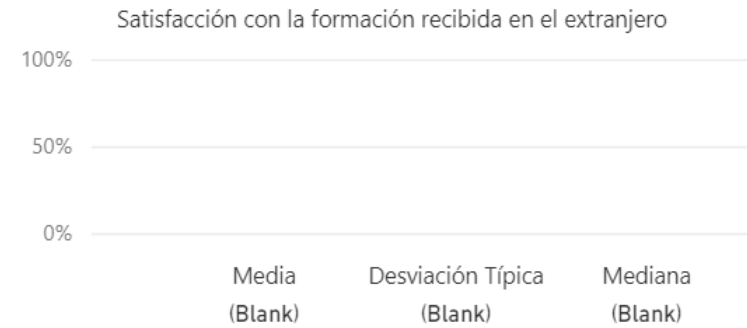 Satisfacción con la formación recibida en el extranjero
100%
50%
0%
Media Desviación Típica Mediana
(Blank) (Blank) (Blank)